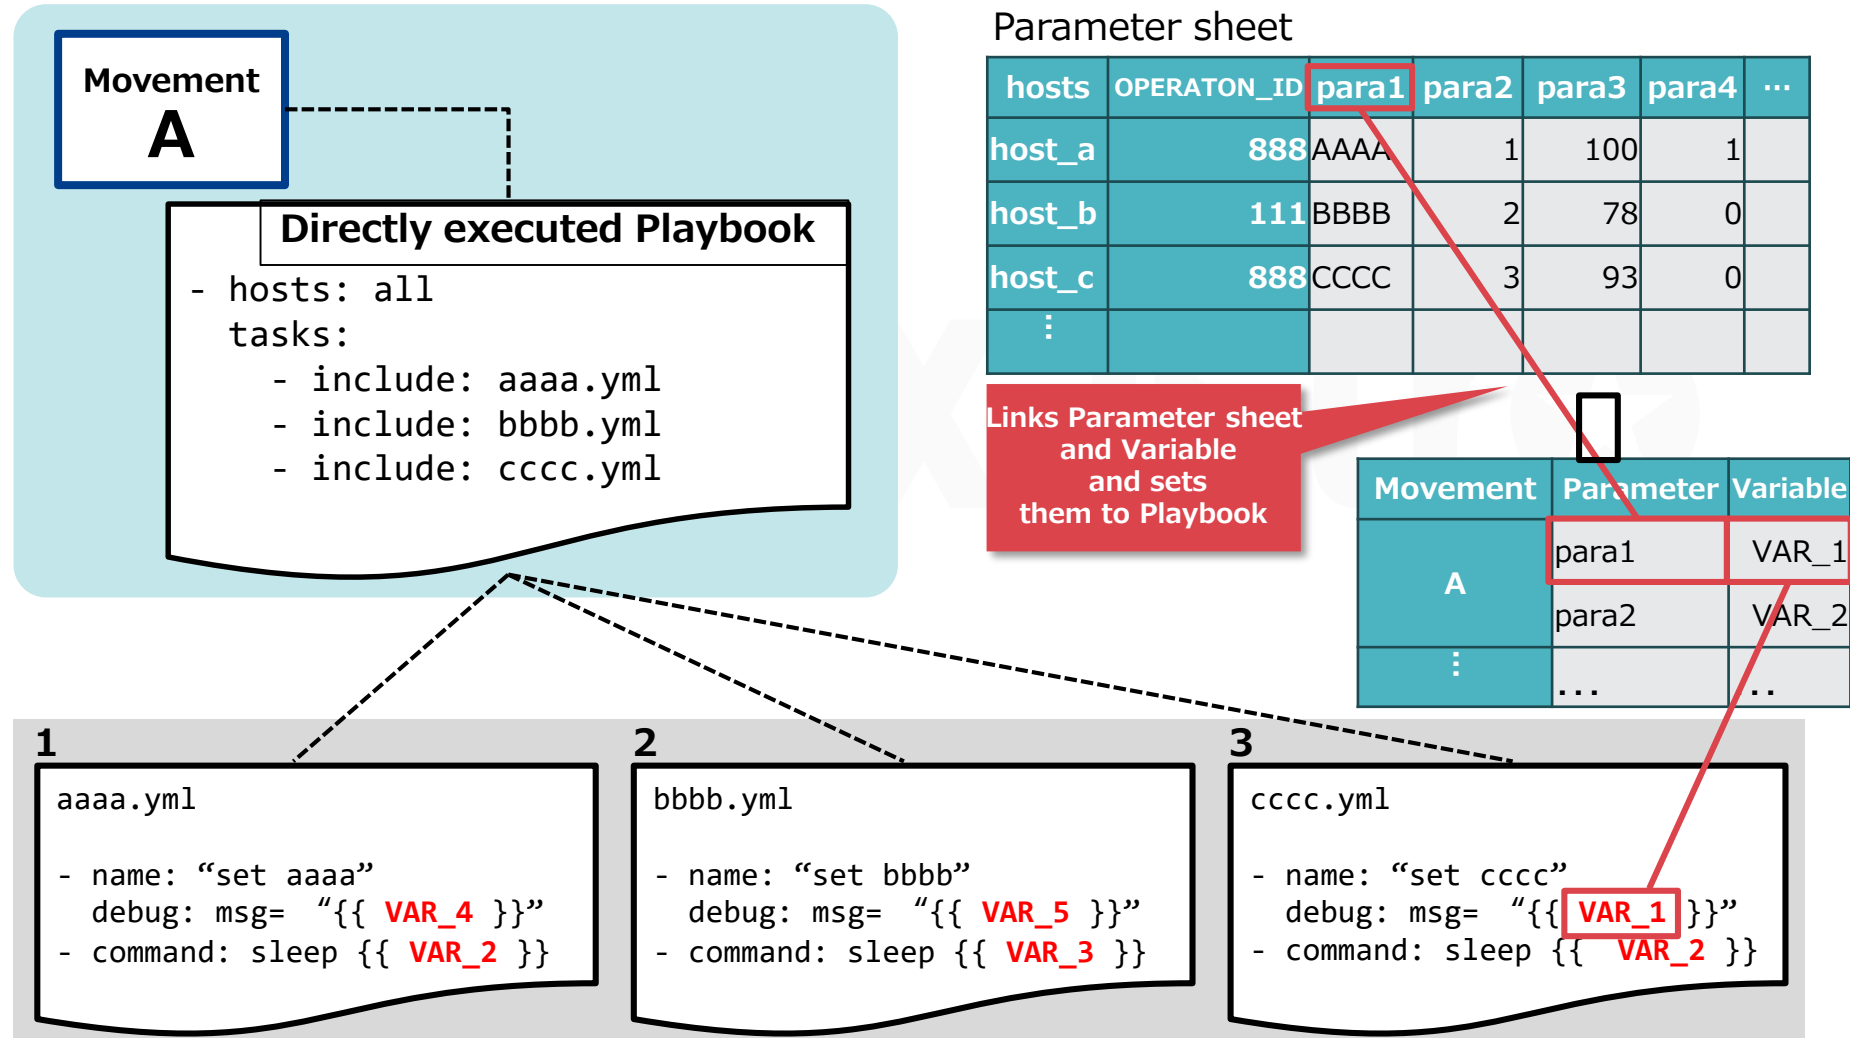 Movement
A
Directly executed Playbook
- hosts: all
tasks:
- include: aaaa.yml
- include: bbbb.yml
- include: cccc.yml
Parameter sheet
hosts OPERATON_ID para1 para2 para3 para4 ...
host_a 888 AAAA 1 100 1
host_b 111 BBBB 2 78 0
host_c 888 CCCC 3 93 0
⋮
Links Parameter sheet
and Variable
and sets
them to Playbook
Movement Parameter Variable
A
para1 VAR_1
para2 VAR_2
⋮ ... ..
1
aaaa.yml
- name: “set aaaa”
debug: msg= “{{ VAR_4 }}”
- command: sleep {{ VAR_2 }}
2
bbbb.yml
- name: “set bbbb”
debug: msg= “{{ VAR_5 }}”
- command: sleep {{ VAR_3 }}
3
cccc.yml
- name: “set cccc”
debug: msg= “{{ VAR_1 }}”
- command: sleep {{ VAR_2 }}